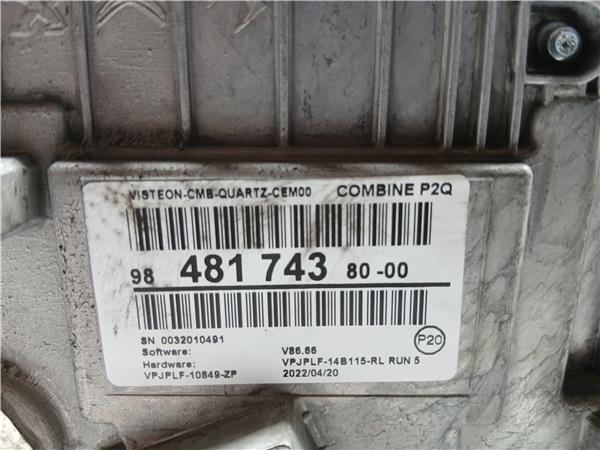 VISTEON-CMB-QUARTZ-CEM00 COMBINE P2Q
98 481 743 80-00
SN 0032010491
Software: V86.66
Hardware: VPJPLF-14B115-RL RUN 5
VPJPLF-10849-ZP 2022/04/20
P20